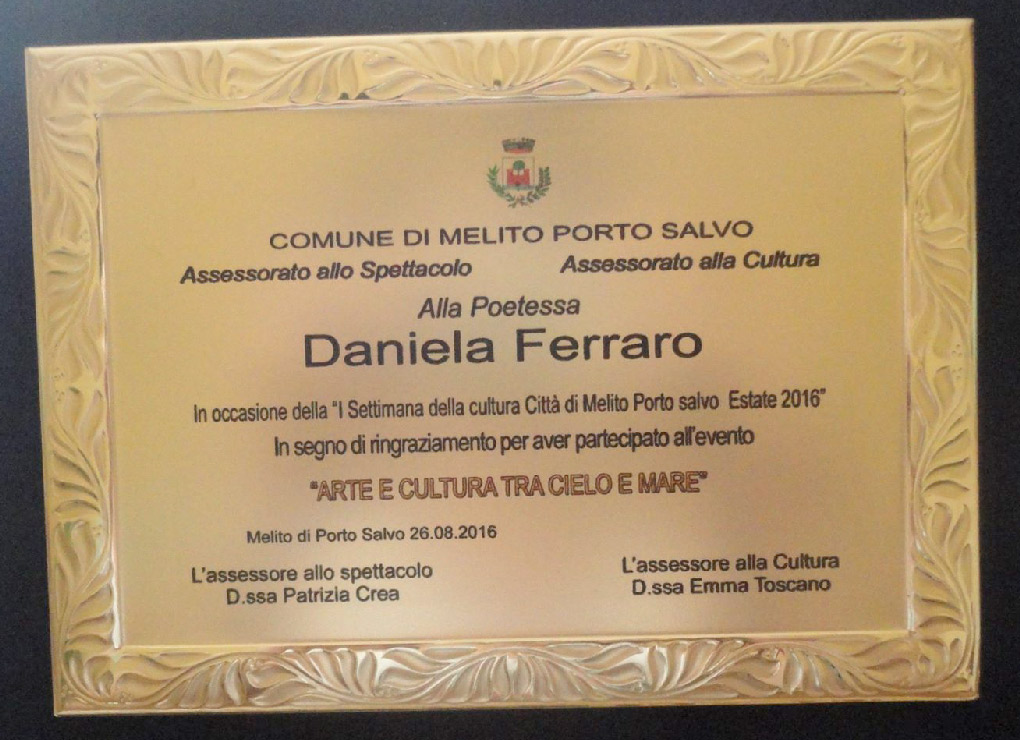 COMUNE DI MELITO PORTO SALVO
Assessorato allo Spettacolo Assessorato alla Cultura
Alla Poetessa
Daniela Ferraro
In occasione della "I Settimana della cultura Città di Melito Porto salvo Estate 2016"
In segno di ringraziamento per aver partecipato all'evento
"ARTE E CULTURA TRA CIELO E MARE"
Melito di Porto Salvo 26.08.2016
L'assessore allo spettacolo
D.ssa Patrizia Crea
L'assessore alla Cultura
D.ssa Emma Toscano